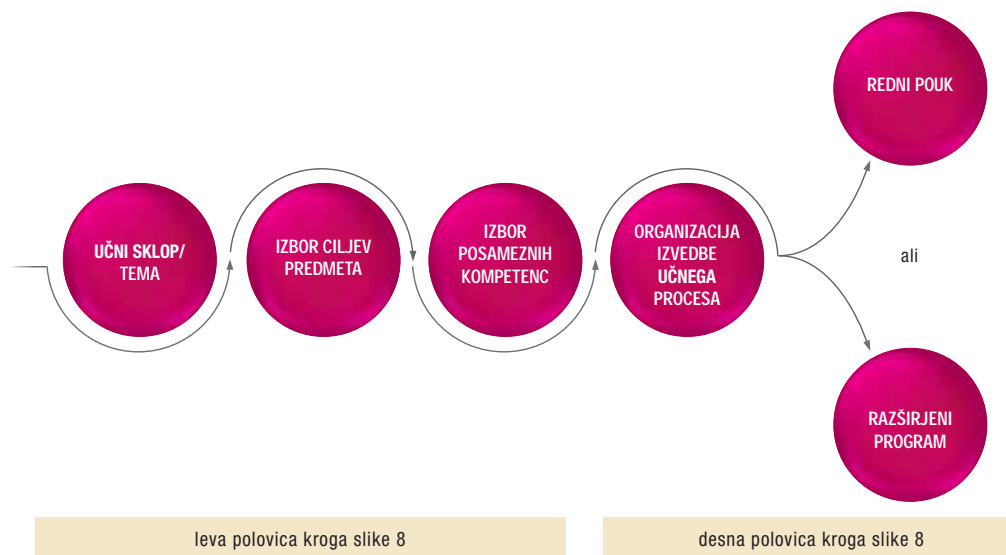 UČNI SKLOP/
TEMA
IZBOR CILJEV
PREDMETA
IZBOR
POSAMEZNIH
KOMPETENC
ORGANIZACIJA
IZVEDBE
UČNEGA
PROCESA
REDNI POUK
ali
RAZŠIRJENI
PROGRAM
leva polovica kroga slike 8
desna polovica kroga slike 8